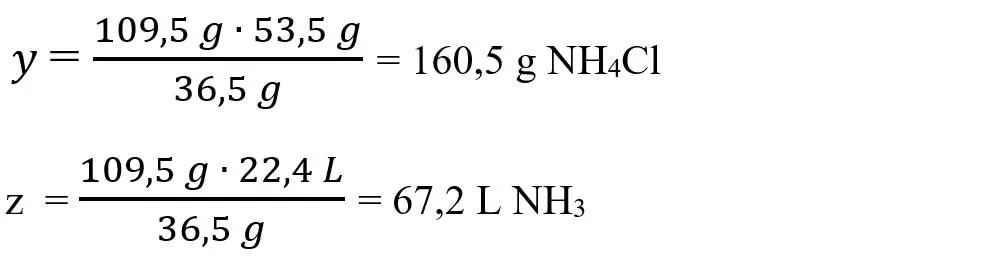 y = 109,5 g · 53,5 g / 36,5 g = 160,5 g NH₄Cl
z = 109,5 g · 22,4 L / 36,5 g = 67,2 L NH₃